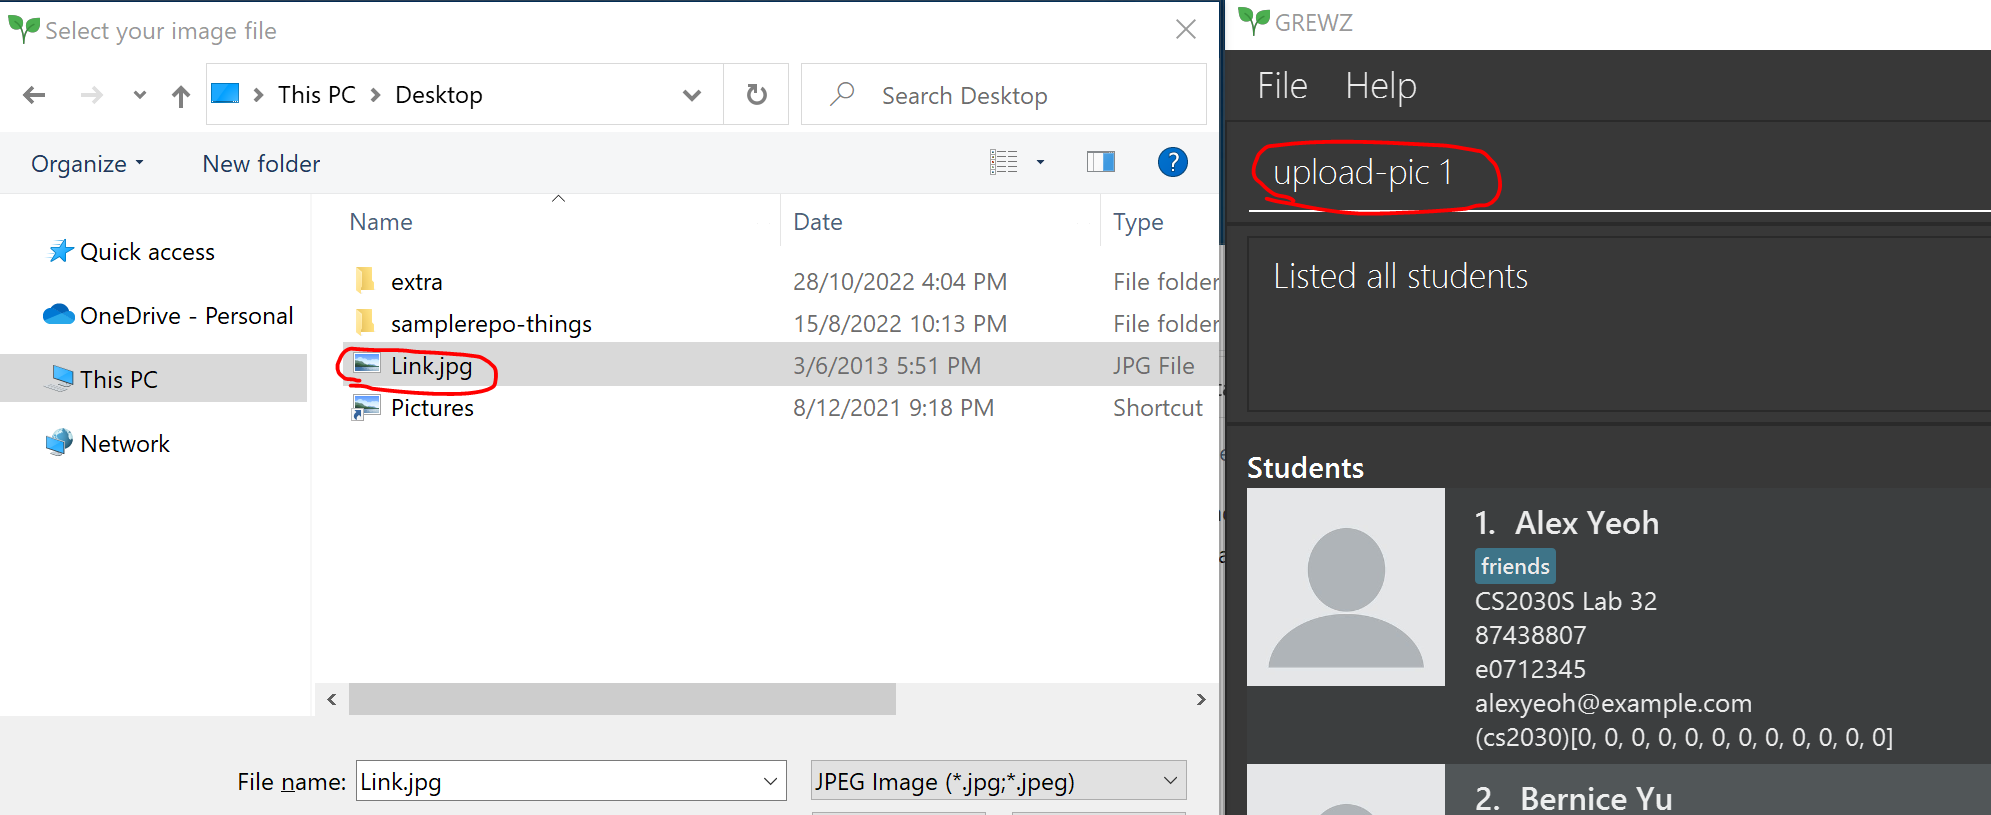 Select your image file
This PC > Desktop
Search Desktop
Organize
New folder
?
Name Date Type
Quick access
OneDrive - Personal
This PC
Network
extra 28/10/2022 4:04 PM File folder
samplerepo-things 15/8/2022 10:13 PM File folder
Link.jpg 3/6/2013 5:51 PM JPG File
Pictures 8/12/2021 9:18 PM Shortcut
File name: Link.jpg JPEG Image (*.jpg;*.jpeg)
GREWZ
File Help
upload-pic 1
Listed all students
Students
1. Alex Yeoh
friends
CS2030S Lab 32
87438807
e0712345
alexyeoh@example.com
(cs2030)[0, 0, 0, 0, 0, 0, 0, 0, 0, 0, 0, 0]
2. Bernice Yu